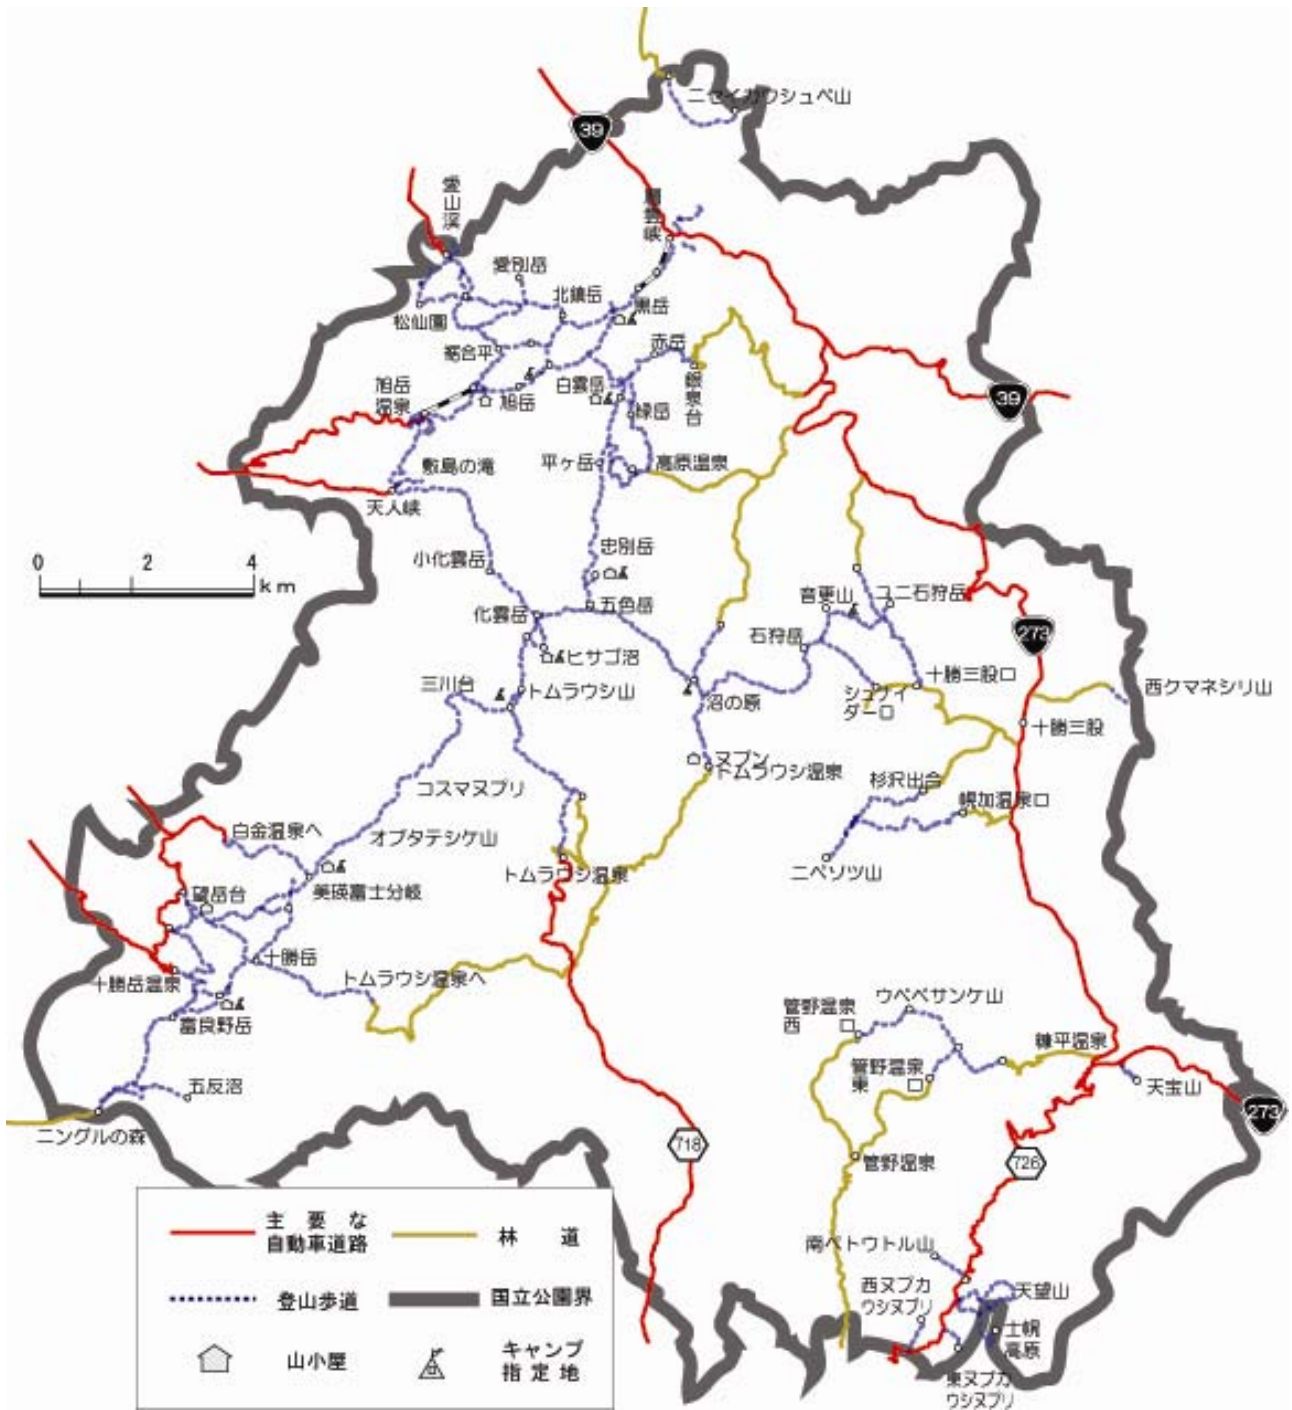 ニセイカウシュペ山
39
愛山渓
層雲峡
愛別岳
北鎮岳
黒岳
松仙園
裾合平
赤岳
銀泉台
旭岳
温泉
旭岳
白雲岳
緑岳
39
敷島の滝
平ヶ岳
高原温泉
天人峡
0 2 4
km
小化雲岳
忠別岳
化雲岳
五色岳
音更山
ユニ石狩岳
石狩岳
273
ヒサゴ沼
三川台
トムラウシ山
沼の原
シュナイ
ダー口
十勝三股口
西クマネシリ山
十勝三股
ヌプン
トムラウシ温泉
コスマヌプリ
杉沢出合
幌加温泉口
白金温泉へ
オプタテシケ山
トムラウシ温泉
ニペソツ山
望岳台
美瑛富士分岐
十勝岳
十勝岳温泉
トムラウシ温泉へ
富良野岳
管野温泉
西 口
ウペペサンケ山
糠平温泉
管野温泉
東 口
五反沼
天宝山
273
ニングルの森
718
管野温泉
726
南ペトウトル山
西ヌプカ
ウシヌプリ
天望山
士幌
高原
東ヌプカ
ウシヌプリ
主要な
自動車道路
林道
登山歩道
国立公園界
山小屋
キャンプ
指定地